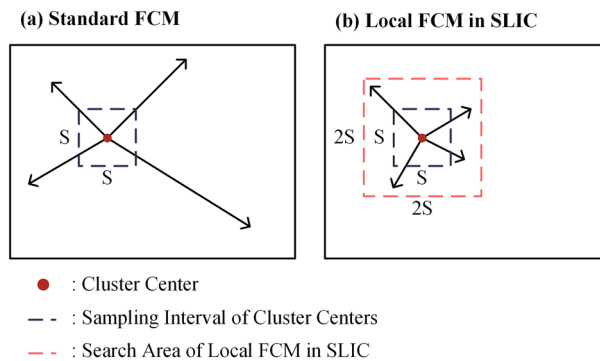 (a) Standard FCM
(b) Local FCM in SLIC
S
S
2S
S
S
2S
: Cluster Center
: Sampling Interval of Cluster Centers
: Search Area of Local FCM in SLIC